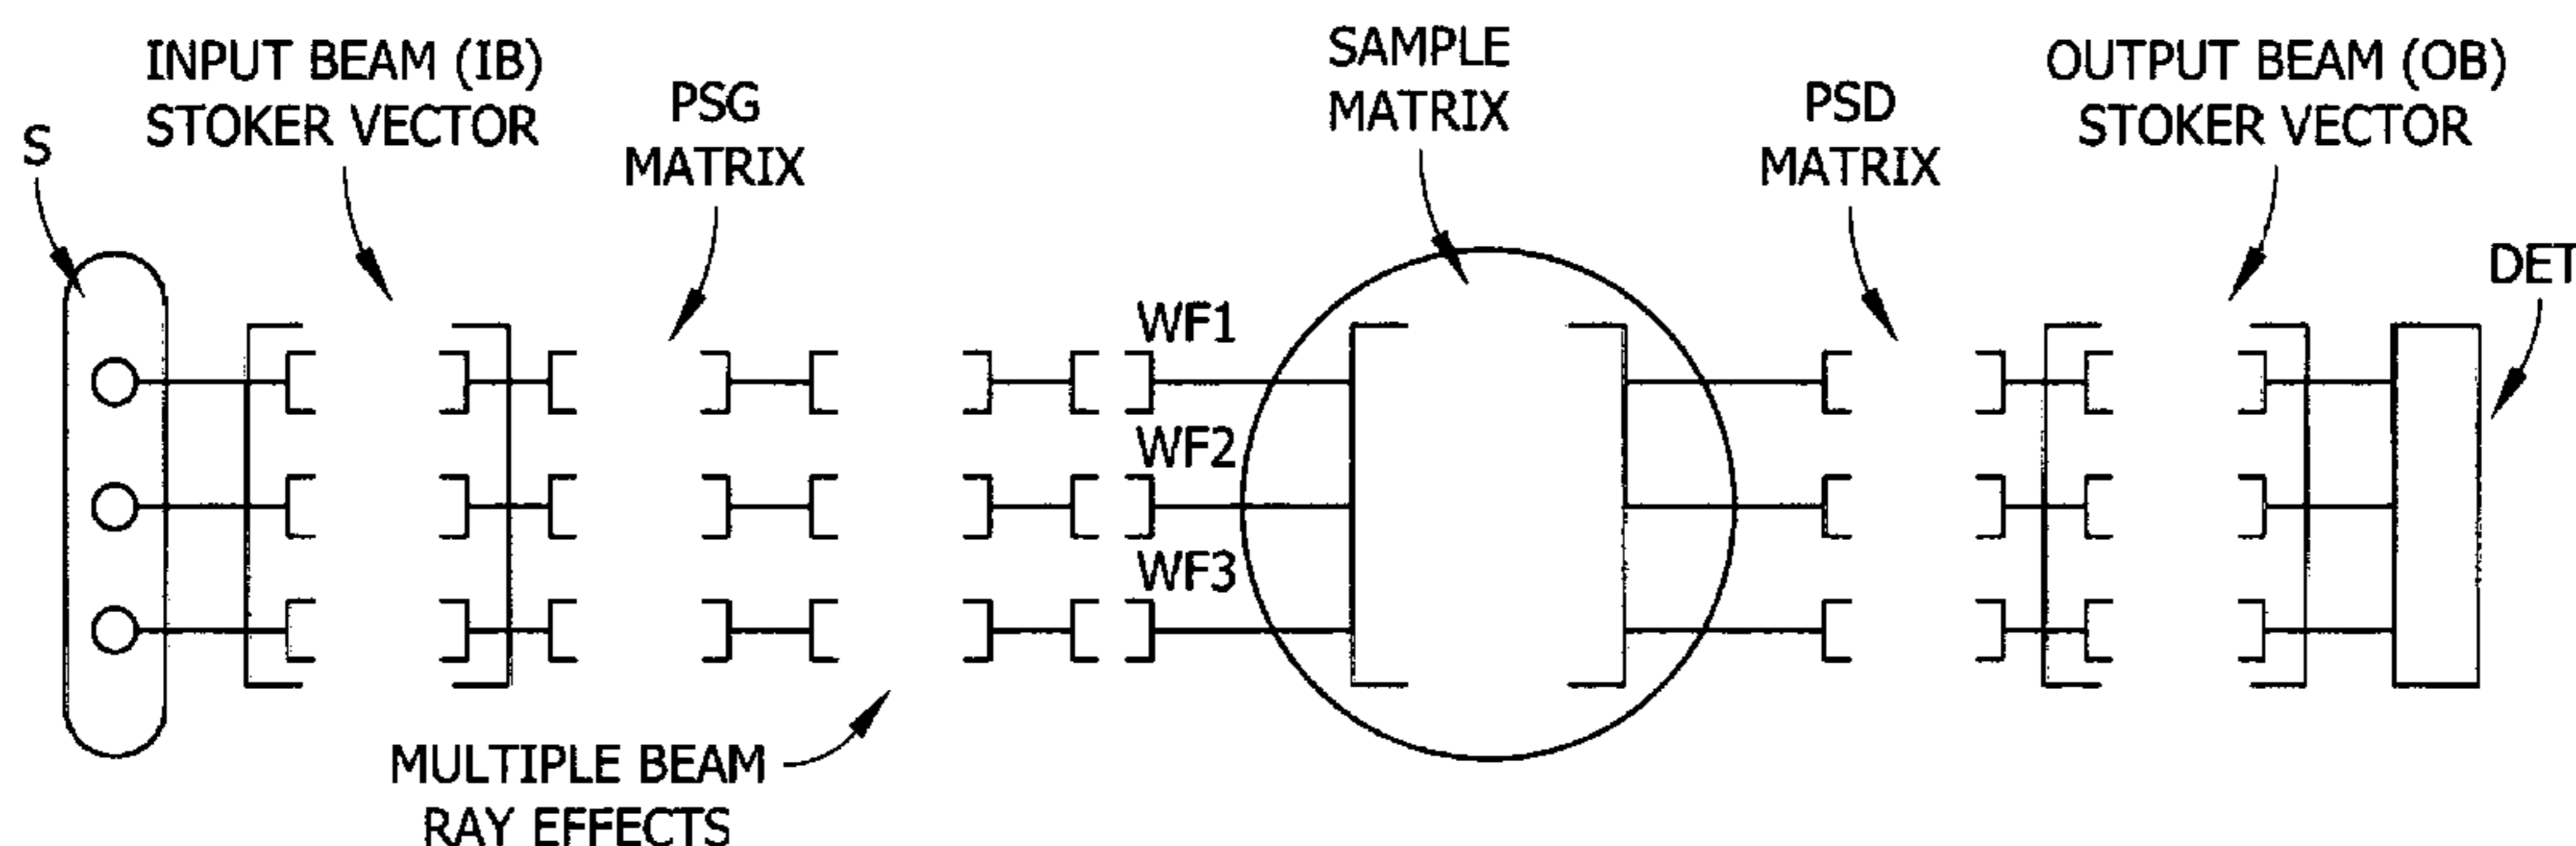 S
INPUT BEAM (IB)
STOKER VECTOR
PSG
MATRIX
SAMPLE
MATRIX
PSD
MATRIX
OUTPUT BEAM (OB)
STOKER VECTOR
DET
WF1
WF2
WF3
MULTIPLE BEAM
RAY EFFECTS